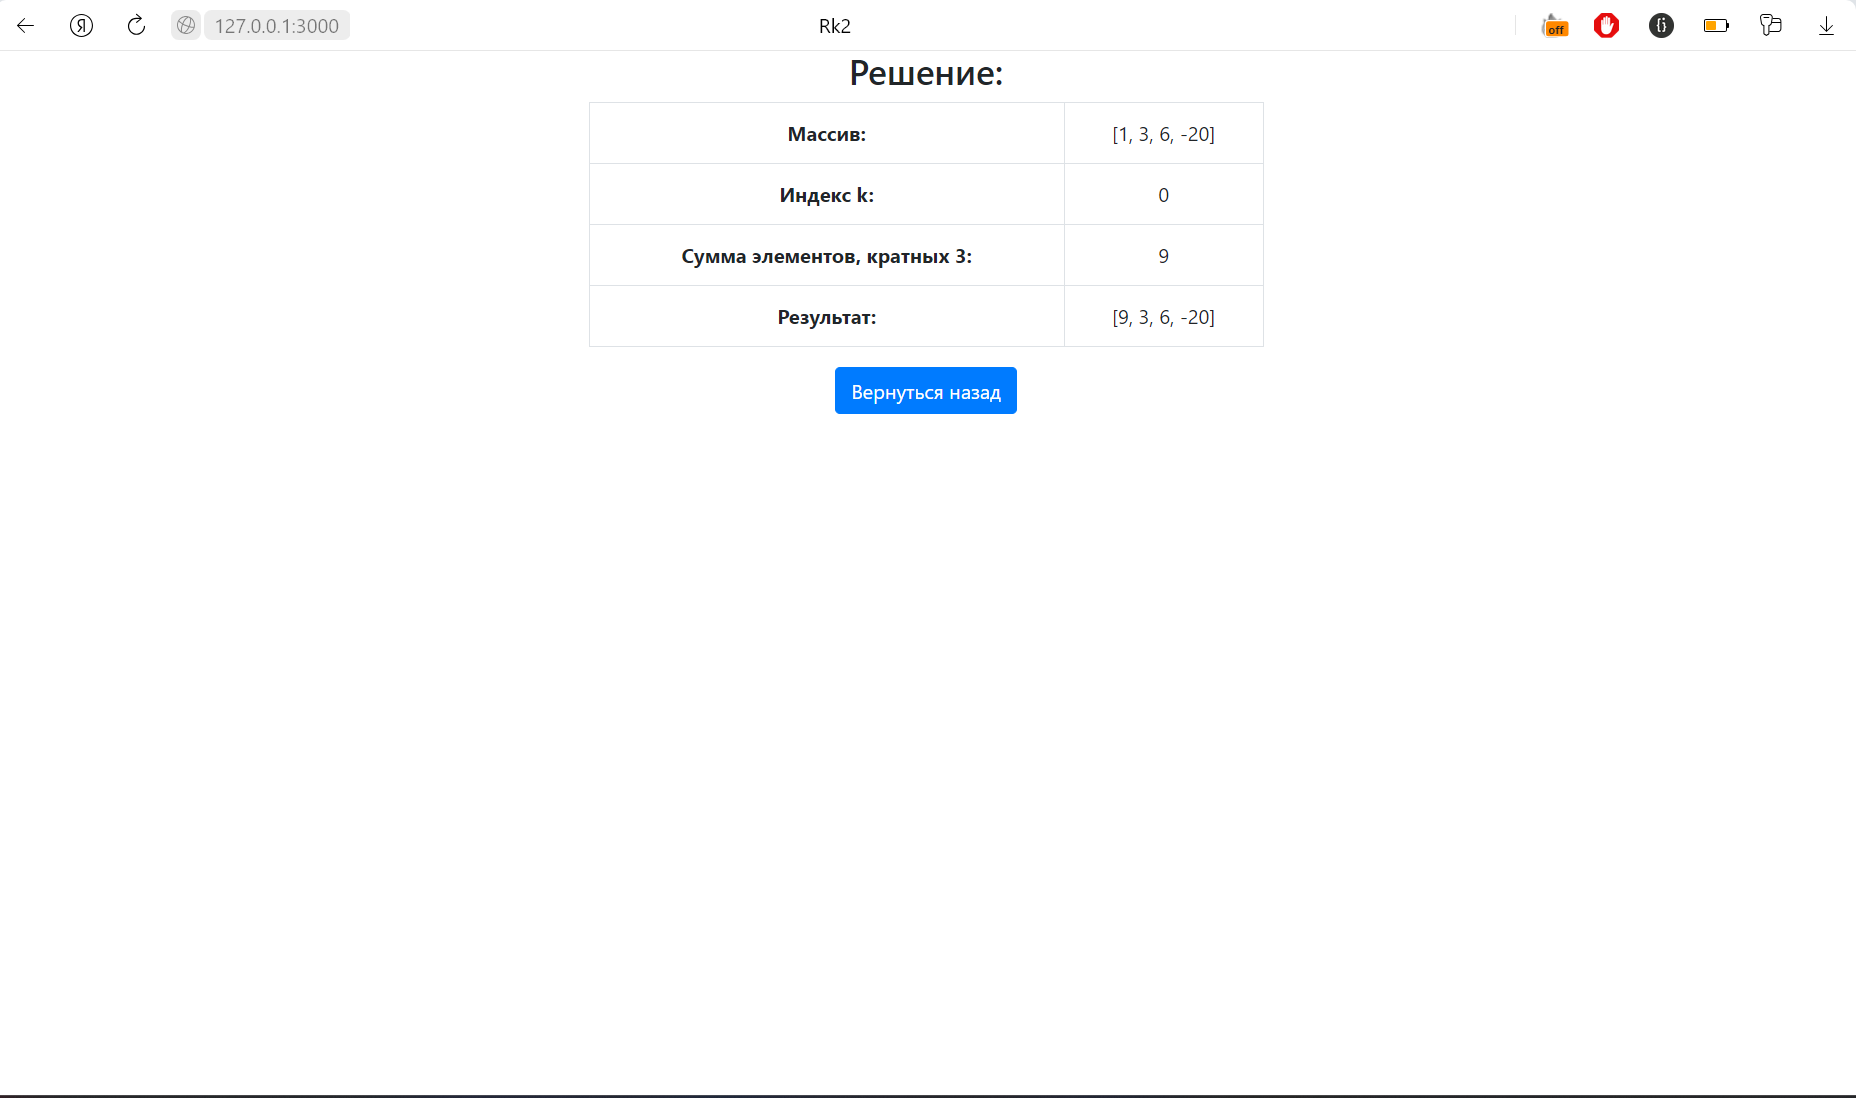 Я 127.0.0.1:3000 Rk2 off {}
Решение:
Массив: [1, 3, 6, -20]
Индекс k: 0
Сумма элементов, кратных 3: 9
Результат: [9, 3, 6, -20]
Вернуться назад